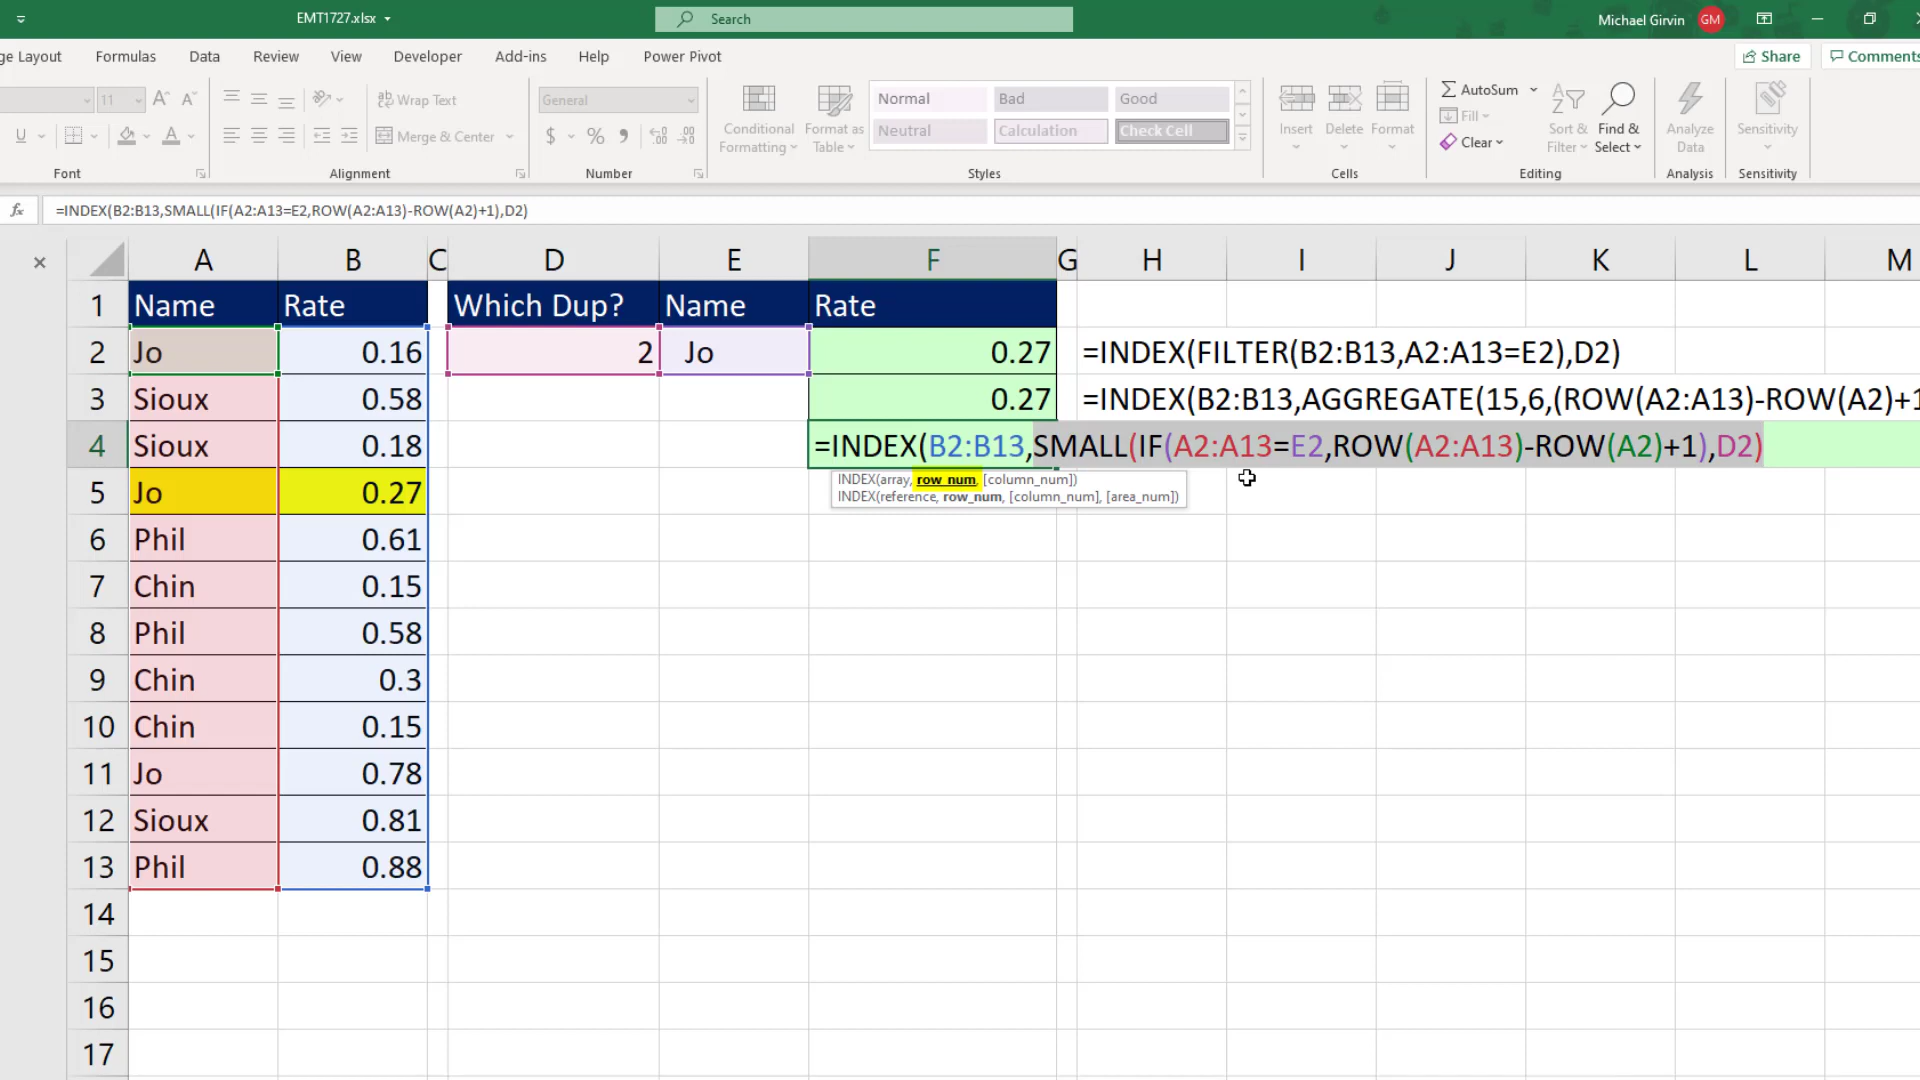 EMT1727.xlsx
Search
Michael Girvin GM
ge Layout Formulas Data Review View Developer Add-ins Help Power Pivot Share Comments
11 A A Wrap Text General Normal Bad Good AutoSum
U A Merge & Center $ % Conditional Formatting Format as Table Neutral Calculation Check Cell Insert Delete Format Fill Clear Sort & Filter Find & Select Analyze Data Sensitivity
Font Alignment Number Styles Cells Editing Analysis Sensitivity
fx =INDEX(B2:B13,SMALL(IF(A2:A13=E2,ROW(A2:A13)-ROW(A2)+1),D2)
A B C D E F G H I J K L M
1 Name Rate Which Dup? Name Rate
2 Jo 0.16 2 Jo 0.27 =INDEX(FILTER(B2:B13,A2:A13=E2),D2)
3 Sioux 0.58 0.27 =INDEX(B2:B13,AGGREGATE(15,6,(ROW(A2:A13)-ROW(A2)+1
4 Sioux 0.18 =INDEX(B2:B13,SMALL(IF(A2:A13=E2,ROW(A2:A13)-ROW(A2)+1),D2)
INDEX(array, row_num, [column_num])
5 Jo 0.27 INDEX(reference, row_num, [column_num], [area_num])
6 Phil 0.61
7 Chin 0.15
8 Phil 0.58
9 Chin 0.3
10 Chin 0.15
11 Jo 0.78
12 Sioux 0.81
13 Phil 0.88
14
15
16
17